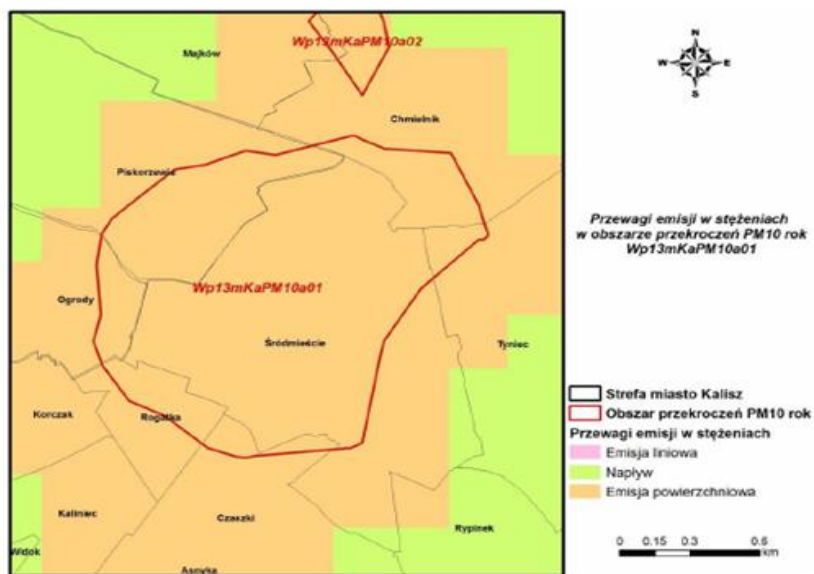 Wp13mKaPM10a02
Majków
Chmielnik
Piskorzewie
Wp13mKaPM10a01
Ogrody
Śródmieście
Tyniec
Korczak
Rogatka
Kaliniec
Czaszki
Rypinek
Widok
Asnyka
N
W
E
S
Przewagi emisji w stężeniach
w obszarze przekroczeń PM10 rok
Wp13mKaPM10a01
Strefa miasto Kalisz
Obszar przekroczeń PM10 rok
Przewagi emisji w stężeniach
Emisja liniowa
Napływ
Emisja powierzchniowa
0 0.15 0.3 0.6
km